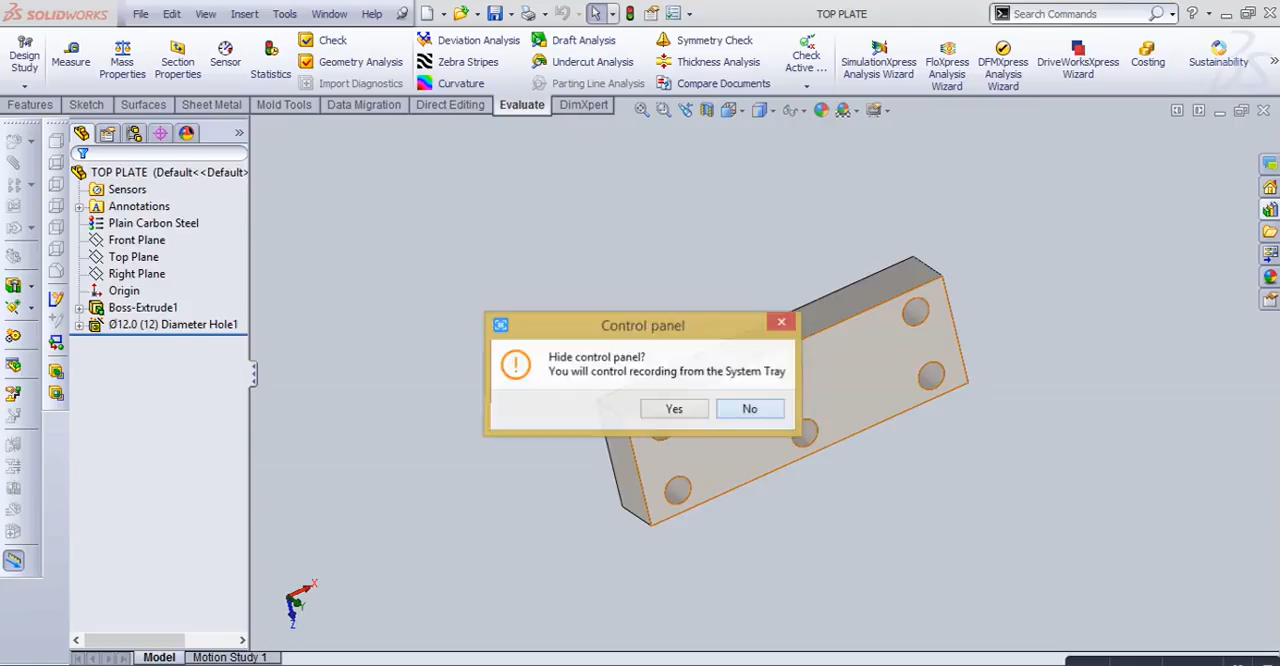 SOLIDWORKS File Edit View Insert Tools Window Help TOP PLATE Search Commands
Design Study
Measure
Mass Properties
Section Properties
Sensor
Statistics
Check
Geometry Analysis
Import Diagnostics
Deviation Analysis
Zebra Stripes
Curvature
Draft Analysis
Undercut Analysis
Parting Line Analysis
Symmetry Check
Thickness Analysis
Compare Documents
Check Active ...
SimulationXpress Analysis Wizard
FloXpress Analysis Wizard
DFMXpress Analysis Wizard
DriveWorksXpress Wizard
Costing
Sustainability
Features Sketch Surfaces Sheet Metal Mold Tools Data Migration Direct Editing Evaluate DimXpert
TOP PLATE (Default<<Default>
Sensors
Annotations
Plain Carbon Steel
Front Plane
Top Plane
Right Plane
Origin
Boss-Extrude1
Ø12.0 (12) Diameter Hole1
Control panel
Hide control panel?
You will control recording from the System Tray
Yes No
X
Y
Z
Model Motion Study 1